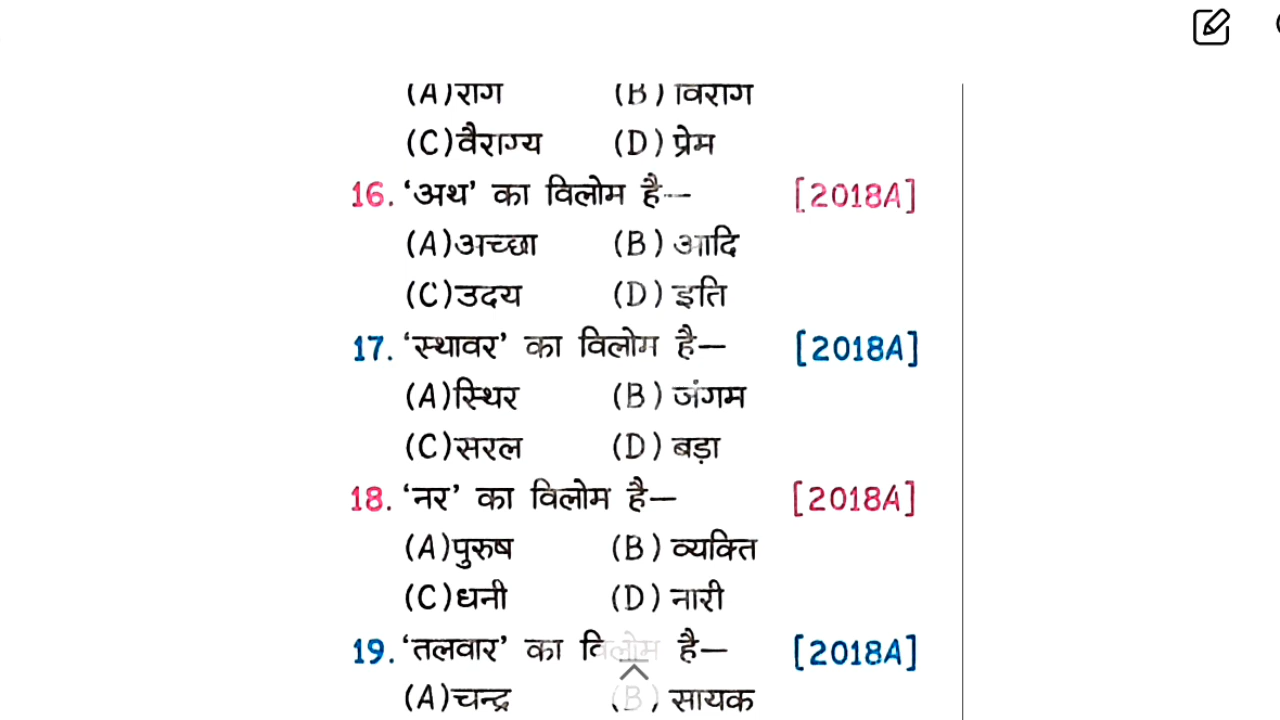 (A) राग (B) विराग
(C) वैराग्य (D) प्रेम
16. ‘अथ’ का विलोम है— [2018A]
(A) अच्छा (B) आदि
(C) उदय (D) इति
17. ‘स्थावर’ का विलोम है— [2018A]
(A) स्थिर (B) जंगम
(C) सरल (D) बड़ा
18. ‘नर’ का विलोम है— [2018A]
(A) पुरुष (B) व्यक्ति
(C) धनी (D) नारी
19. ‘तलवार’ का विलोम है— [2018A]
(A) चन्द्र (B) सायक